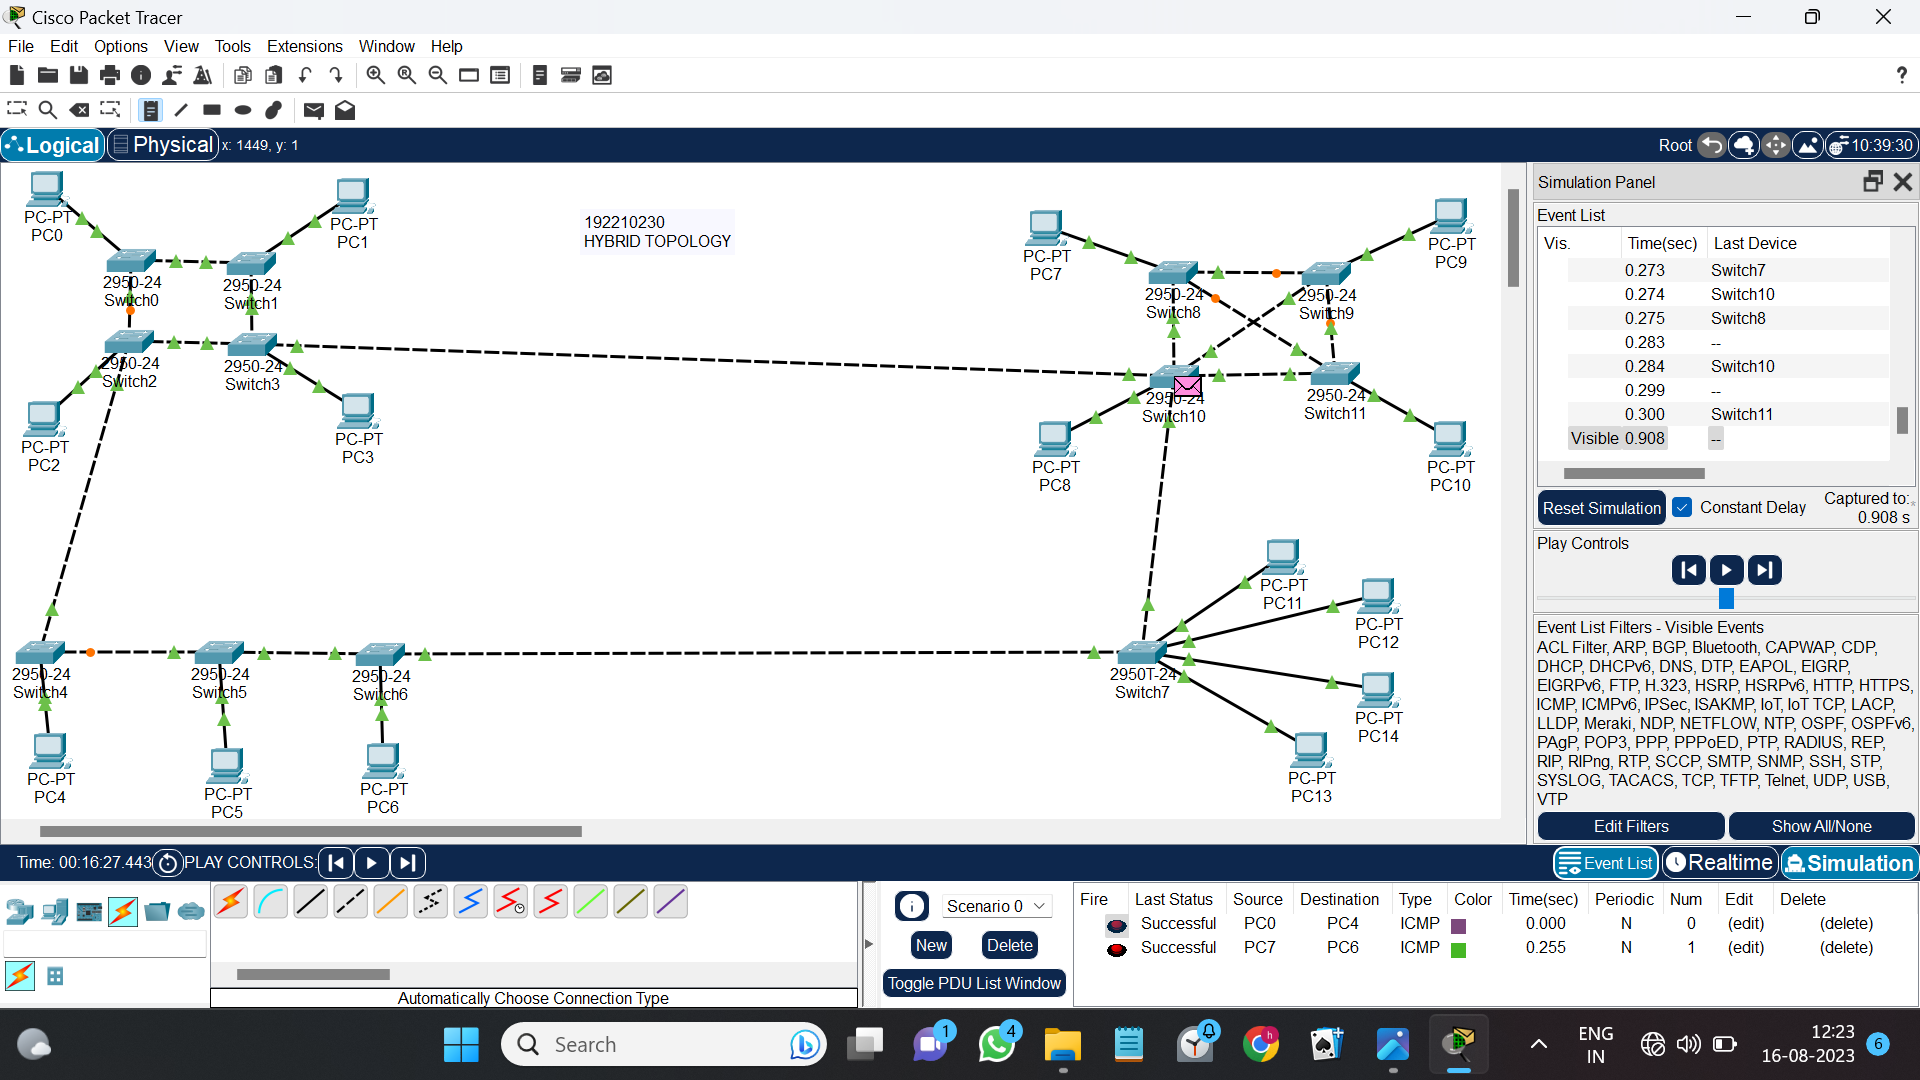 Cisco Packet Tracer
File Edit Options View Tools Extensions Window Help
?
Logical Physical x: 1449, y: 1
Root 10:39:30
PC-PT
PC0
PC-PT
PC1
2950-24
Switch0
2950-24
Switch1
2950-24
Switch2
2950-24
Switch3
PC-PT
PC2
PC-PT
PC3
192210230
HYBRID TOPOLOGY
PC-PT
PC7
PC-PT
PC9
2950-24
Switch8
2950-24
Switch9
2950-24
Switch10
2950-24
Switch11
PC-PT
PC8
PC-PT
PC10
2950-24
Switch4
2950-24
Switch5
2950-24
Switch6
PC-PT
PC4
PC-PT
PC5
PC-PT
PC6
2950T-24
Switch7
PC-PT
PC11
PC-PT
PC12
PC-PT
PC14
PC-PT
PC13
Simulation Panel
Event List
Vis. Time(sec) Last Device
0.273 Switch7
0.274 Switch10
0.275 Switch8
0.283 --
0.284 Switch10
0.299 --
0.300 Switch11
Visible 0.908 --
Reset Simulation Constant Delay Captured to:
0.908 s
Play Controls
Event List Filters - Visible Events
ACL Filter, ARP, BGP, Bluetooth, CAPWAP, CDP,
DHCP, DHCPv6, DNS, DTP, EAPOL, EIGRP,
EIGRPv6, FTP, H.323, HSRP, HSRPv6, HTTP, HTTPS,
ICMP, ICMPv6, IPSec, ISAKMP, IoT, IoT TCP, LACP,
LLDP, Meraki, NDP, NETFLOW, NTP, OSPF, OSPFv6,
PAgP, POP3, PPP, PPPoED, PTP, RADIUS, REP,
RIP, RIPng, RTP, SCCP, SMTP, SNMP, SSH, STP,
SYSLOG, TACACS, TCP, TFTP, Telnet, UDP, USB,
VTP
Edit Filters Show All/None
Time: 00:16:27.443 PLAY CONTROLS:
Event List Realtime Simulation
Automatically Choose Connection Type
Scenario 0
New Delete
Toggle PDU List Window
Fire Last Status Source Destination Type Color Time(sec) Periodic Num Edit Delete
Successful PC0 PC4 ICMP 0.000 N 0 (edit) (delete)
Successful PC7 PC6 ICMP 0.255 N 1 (edit) (delete)
Search
1
4
h
ENG
IN
12:23
16-08-2023
6